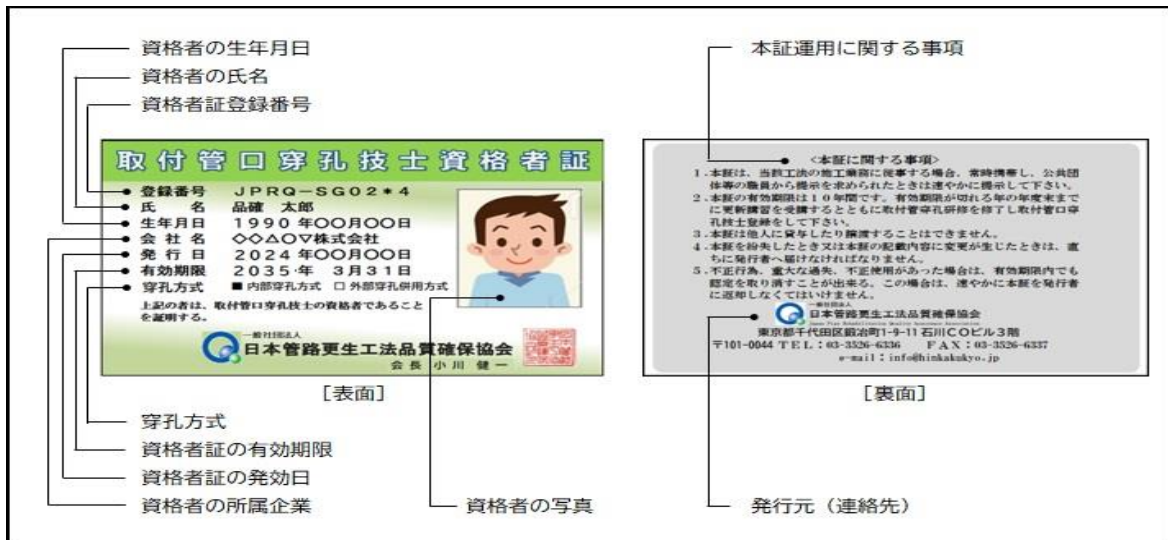 資格者の生年月日
資格者の氏名
資格者証登録番号
取付管口穿孔技士資格者証
登録番号 JPRQ-SG02*4
氏 名 品確 太郎
生年月日 1990年〇〇月〇〇日
会社名 ◇◇△〇▽株式会社
発行日 2024年〇〇月〇〇日
有効期限 2035年 3月31日
穿孔方式 ■内部穿孔方式 □外部穿孔併用方式
上記の者は、取付管口穿孔技士の資格者であること
を証明する。
一般社団法人
日本管路更生工法品質確保協会
会長 小川 健一
[表面]
穿孔方式
資格者証の有効期限
資格者証の発効日
資格者の所属企業
資格者の写真
本証運用に関する事項
<本証に関する事項>
1.本証は、当該工法の施工業務に従事する場合、常時携帯し、公共団
体等の職員から提示を求められたときは速やかに提示して下さい。
2.本証の有効期限は10年間です。有効期限が切れる年の年度末まで
に更新講習を受講するとともに取付管穿孔研修を修了し取付管口穿
孔技士登録をして下さい。
3.本証は他人に貸与したり譲渡することはできません。
4.本証を紛失したとき又は本証の記載内容に変更が生じたときは、直
ちに発行者へ届けなければなりません。
5.不正行為、重大な過失、不正使用があった場合は、有効期限内でも
認定を取り消すことが出来る。この場合は、速やかに本証を発行者
に返却しなくてはいけません。
一般社団法人
日本管路更生工法品質確保協会
Japan Pipe Rehabilitation Quality Assurance Association
東京都千代田区鍛冶町1-9-11 石川COビル3階
〒101-0044 TEL:03-3526-6336 FAX:03-3526-6337
e-mail:info@hinkakukyo.jp
[裏面]
発行元(連絡先)